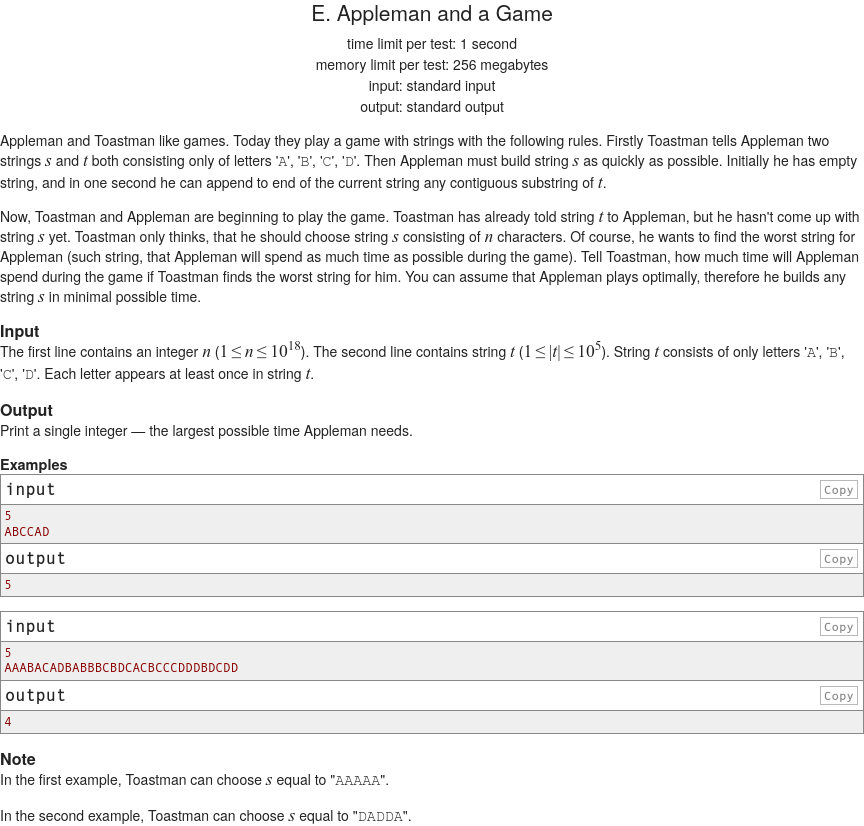 E. Appleman and a Game
time limit per test: 1 second
memory limit per test: 256 megabytes
input: standard input
output: standard output
Appleman and Toastman like games. Today they play a game with strings with the following rules. Firstly Toastman tells Appleman two
strings s and t both consisting only of letters 'A', 'B', 'C', 'D'. Then Appleman must build string s as quickly as possible. Initially he has empty
string, and in one second he can append to end of the current string any contiguous substring of t.
Now, Toastman and Appleman are beginning to play the game. Toastman has already told string t to Appleman, but he hasn't come up with
string s yet. Toastman only thinks, that he should choose string s consisting of n characters. Of course, he wants to find the worst string for
Appleman (such string, that Appleman will spend as much time as possible during the game). Tell Toastman, how much time will Appleman
spend during the game if Toastman finds the worst string for him. You can assume that Appleman plays optimally, therefore he builds any
string s in minimal possible time.
Input
The first line contains an integer n (1 ≤ n ≤ 10^18). The second line contains string t (1 ≤ |t| ≤ 10^5). String t consists of only letters 'A', 'B',
'C', 'D'. Each letter appears at least once in string t.
Output
Print a single integer — the largest possible time Appleman needs.
Examples
input Copy
5
ABCCAD
output Copy
5
input Copy
5
AAABACADBABBBCBDCACBCCCDDDBDCDD
output Copy
4
Note
In the first example, Toastman can choose s equal to "AAAAA".
In the second example, Toastman can choose s equal to "DADDA".